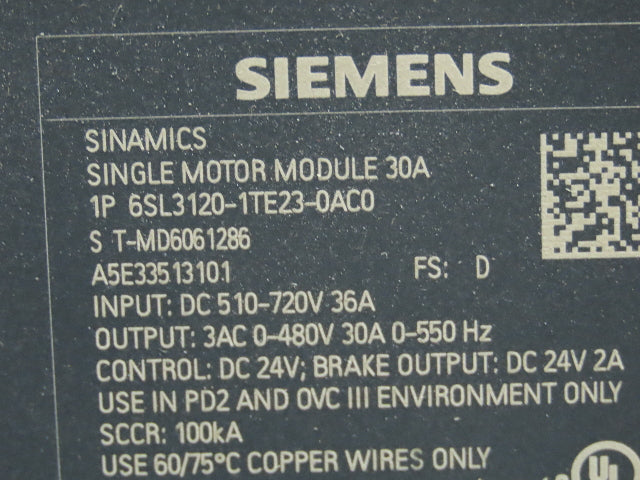 SIEMENS
SINAMICS
SINGLE MOTOR MODULE 30A
1P 6SL3120-1TE23-0AC0
S T-MD6061286
A5E33513101 FS: D
INPUT: DC 510-720V 36A
OUTPUT: 3AC 0-480V 30A 0-550 Hz
CONTROL: DC 24V; BRAKE OUTPUT: DC 24V 2A
USE IN PD2 AND OVC III ENVIRONMENT ONLY
SCCR: 100kA
USE 60/75°C COPPER WIRES ONLY
UL